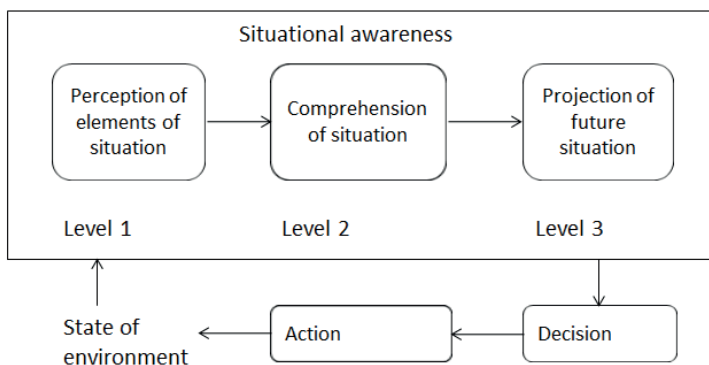 Situational awareness
Perception of
elements of
situation
Comprehension
of situation
Projection of
future
situation
Level 1
Level 2
Level 3
State of
environment
Action
Decision